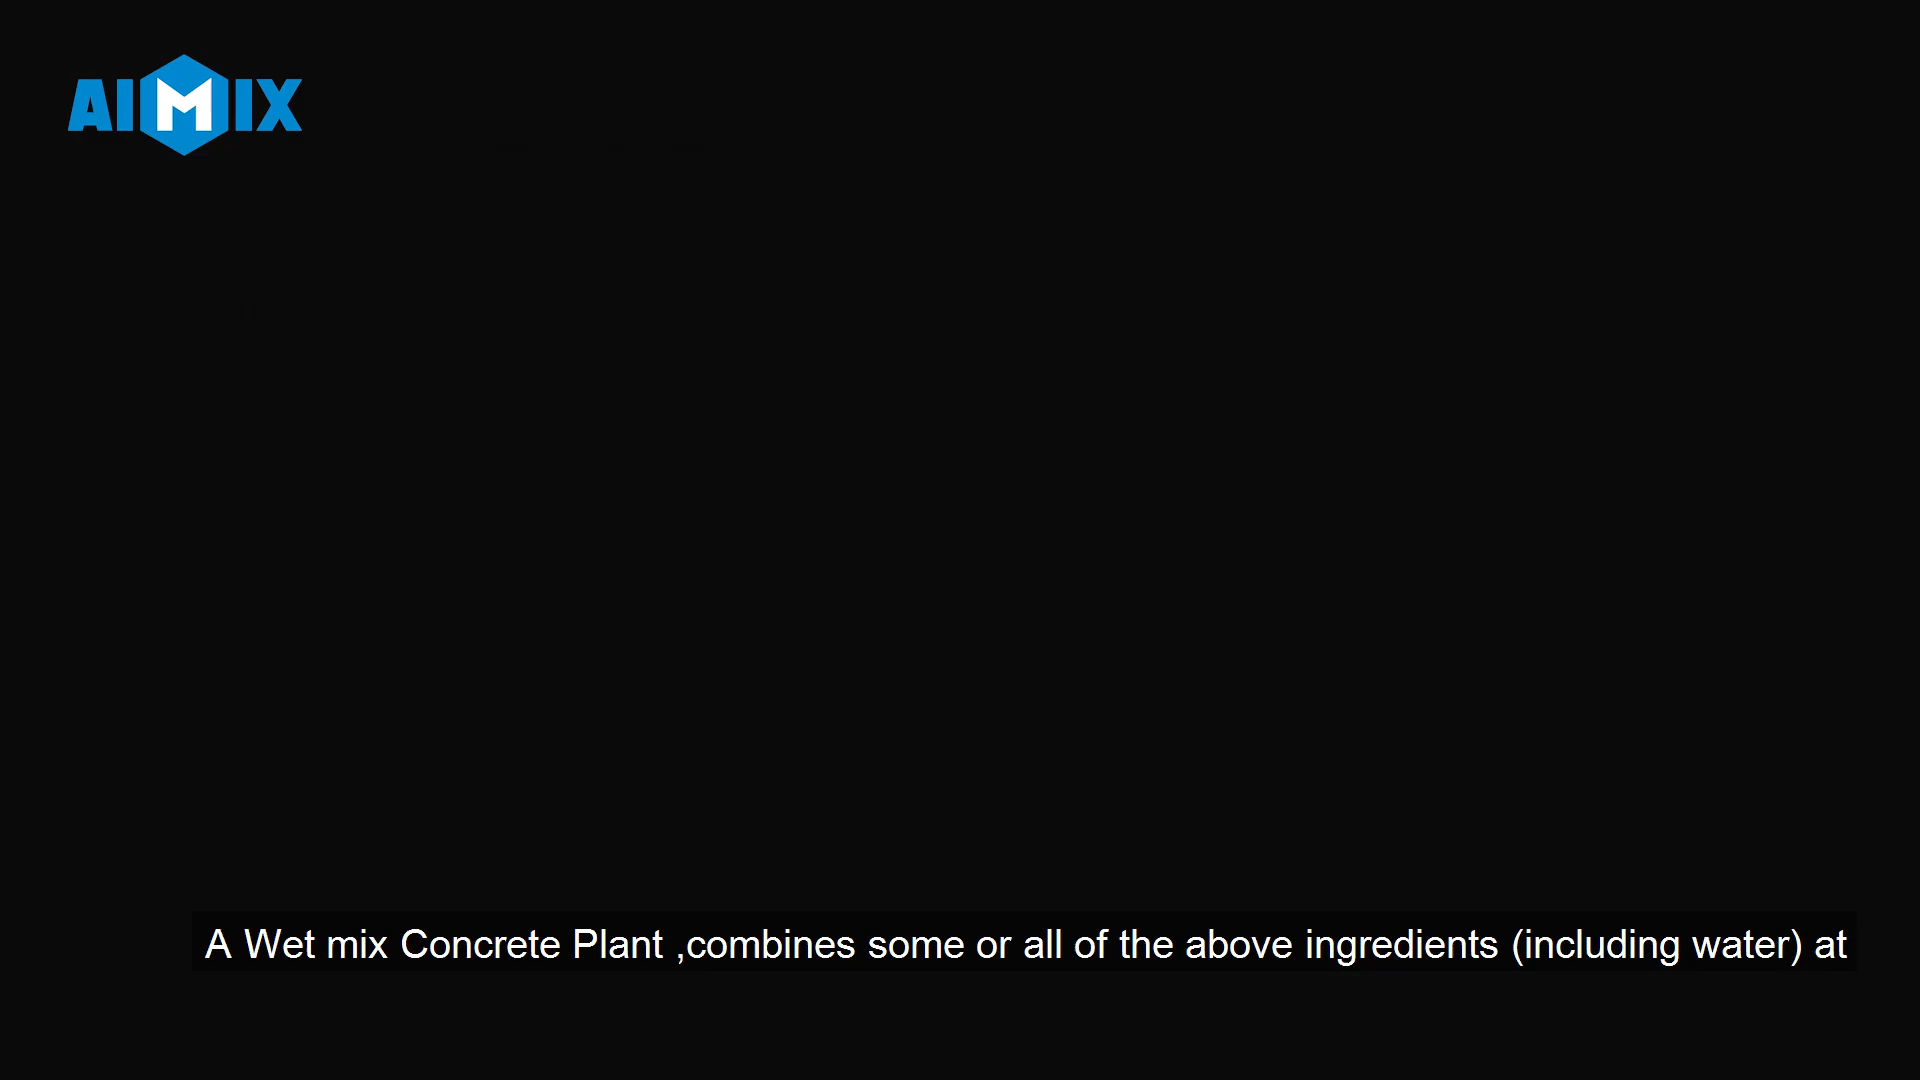 AIMIX
A Wet mix Concrete Plant ,combines some or all of the above ingredients (including water) at